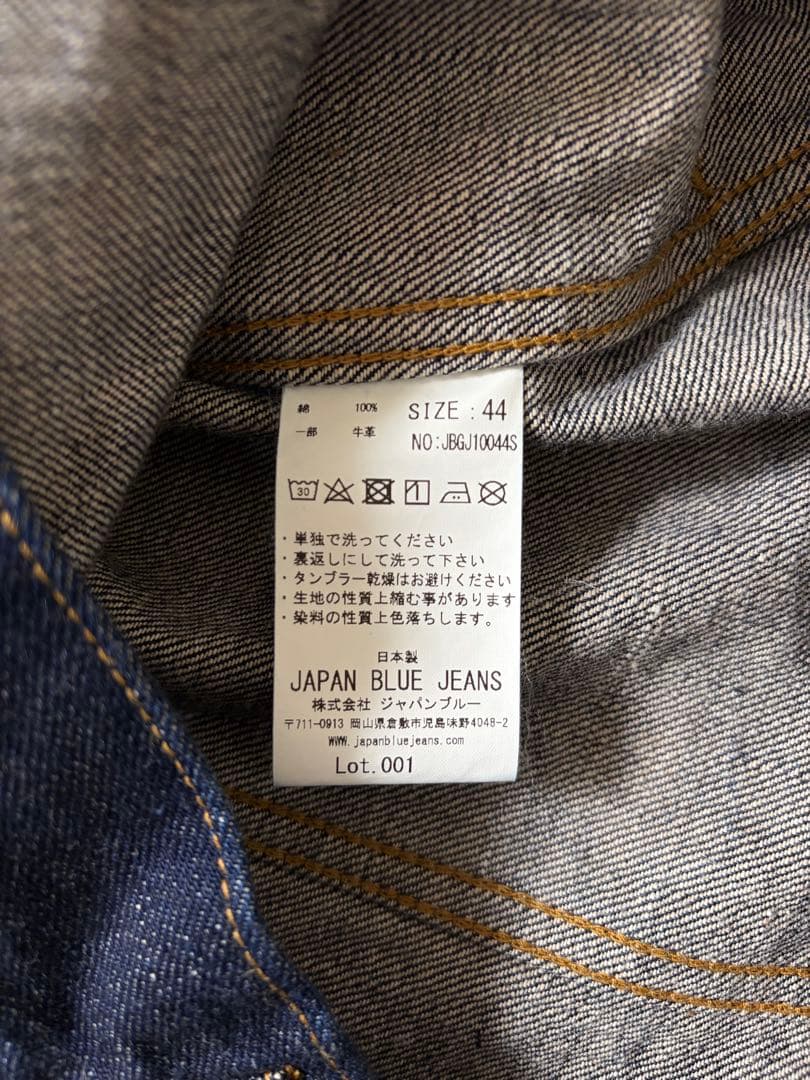 綿 100% SIZE : 44
一部 牛革 NO:JBGJ10044S
30
・単独で洗ってください
・裏返しにして洗って下さい
・タンブラー乾燥はお避けください
・生地の性質上縮む事があります
・染料の性質上色落ちします。
日本製
JAPAN BLUE JEANS
株式会社 ジャパンブルー
〒711-0913 岡山県倉敷市児島味野4048-2
WWW.japanbluejeans.com
Lot.001